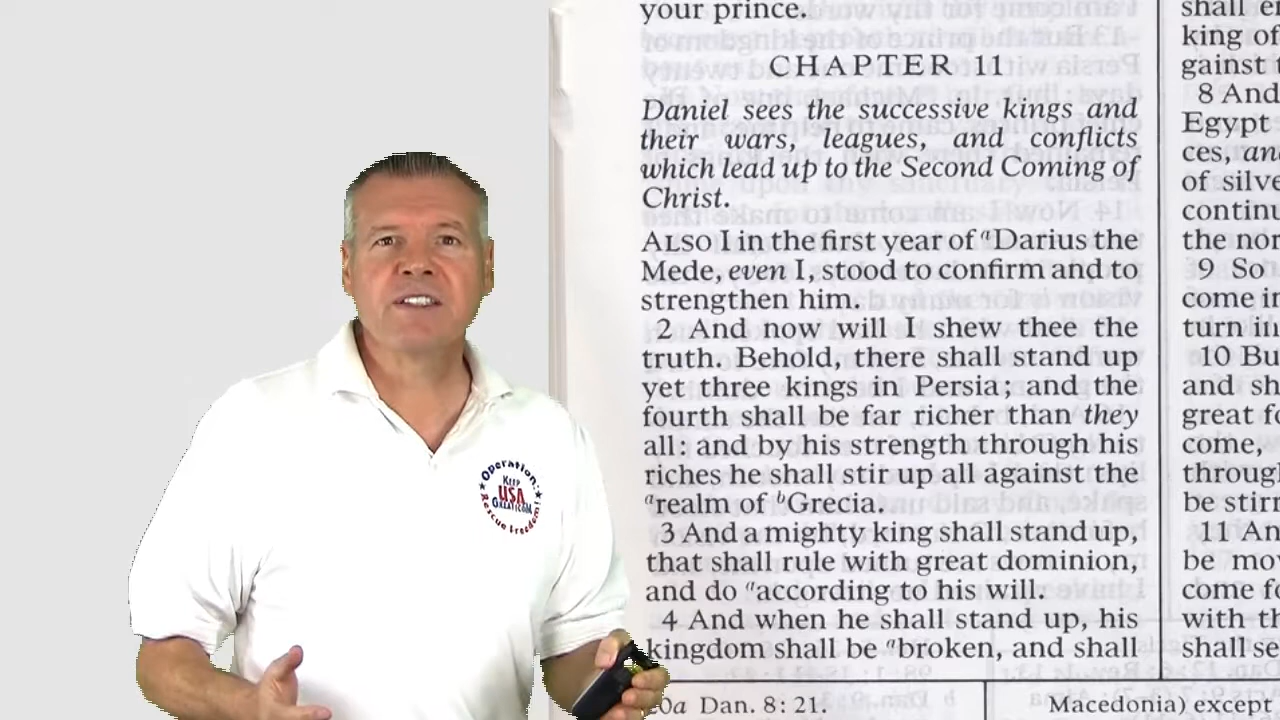 your prince.
CHAPTER 11
Daniel sees the successive kings and
their wars, leagues, and conflicts
which lead up to the Second Coming of
Christ.
ALSO I in the first year of aDarius the
Mede, even I, stood to confirm and to
strengthen him.
2 And now will I shew thee the
truth. Behold, there shall stand up
yet three kings in Persia; and the
fourth shall be far richer than they
all: and by his strength through his
riches he shall stir up all against the
arealm of bGrecia.
3 And a mighty king shall stand up,
that shall rule with great dominion,
and do aaccording to his will.
4 And when he shall stand up, his
kingdom shall be abroken, and shall
20a Dan. 8: 21.
shall
king of
gainst
8 And
Egypt
ces, an
of silve
continu
the nor
9 So
come in
turn in
10 Bu
and sh
great fo
come,
through
be stirr
11 An
be mov
come fo
with th
shall se
Macedonia) except
Operation:
KEEP
USA
GREAT.COM
Rescue Freedom!